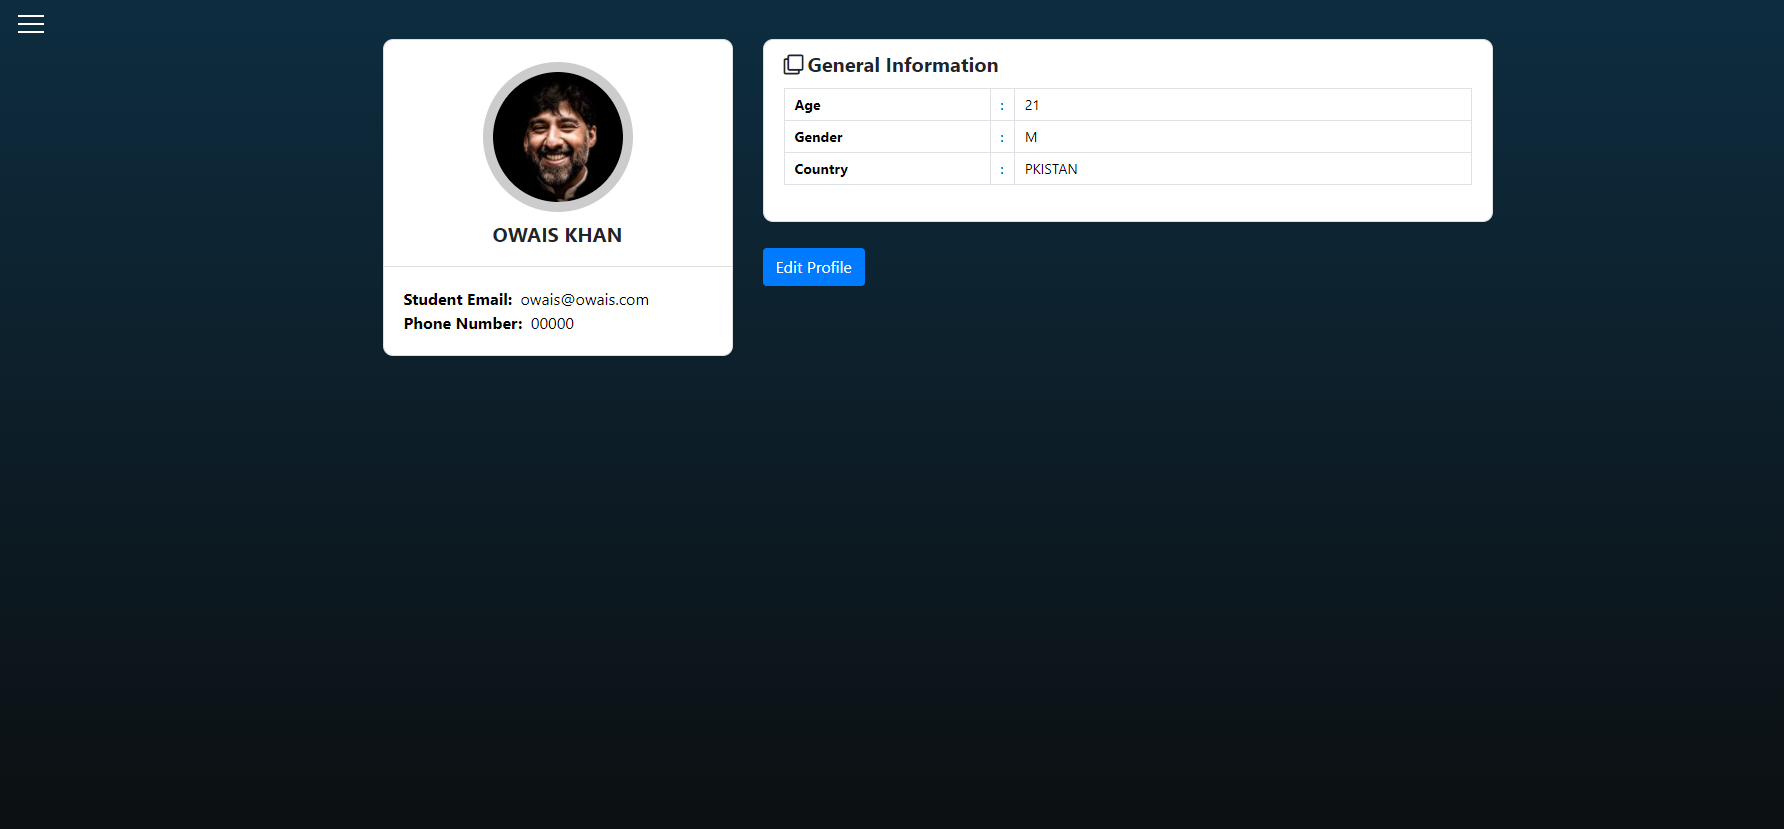 OWAIS KHAN
Student Email: owais@owais.com
Phone Number: 00000
General Information
Age : 21
Gender : M
Country : PKISTAN
Edit Profile